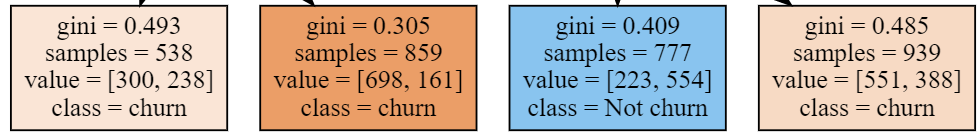 gini = 0.493
samples = 538
value = [300, 238]
class = churn
gini = 0.305
samples = 859
value = [698, 161]
class = churn
gini = 0.409
samples = 777
value = [223, 554]
class = Not churn
gini = 0.485
samples = 939
value = [551, 388]
class = churn